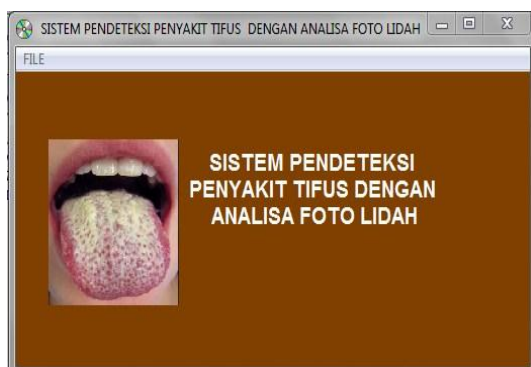 SISTEM PENDETEKSI PENYAKIT TIFUS DENGAN ANALISA FOTO LIDAH
FILE
SISTEM PENDETEKSI
PENYAKIT TIFUS DENGAN
ANALISA FOTO LIDAH